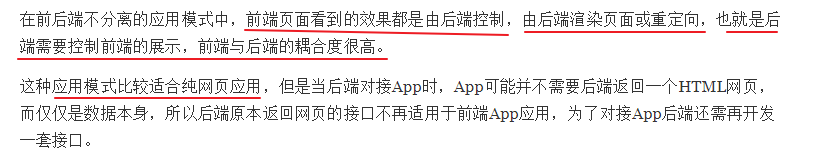 在前后端不分离的应用模式中，前端页面看到的效果都是由后端控制，由后端渲染页面或重定向，也就是后
端需要控制前端的展示，前端与后端的耦合度很高。
这种应用模式比较适合纯网页应用，但是当后端对接App时，App可能并不需要后端返回一个HTML网页，
而仅仅是数据本身，所以后端原本返回网页的接口不再适用于前端App应用，为了对接App后端还需再开发
一套接口。